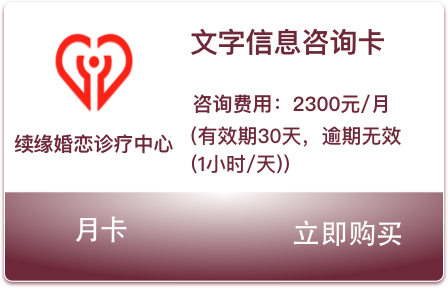 文字信息咨询卡
续缘婚恋诊疗中心
咨询费用：2300元/月
(有效期30天，逾期无效
(1小时/天))
月卡
立即购买